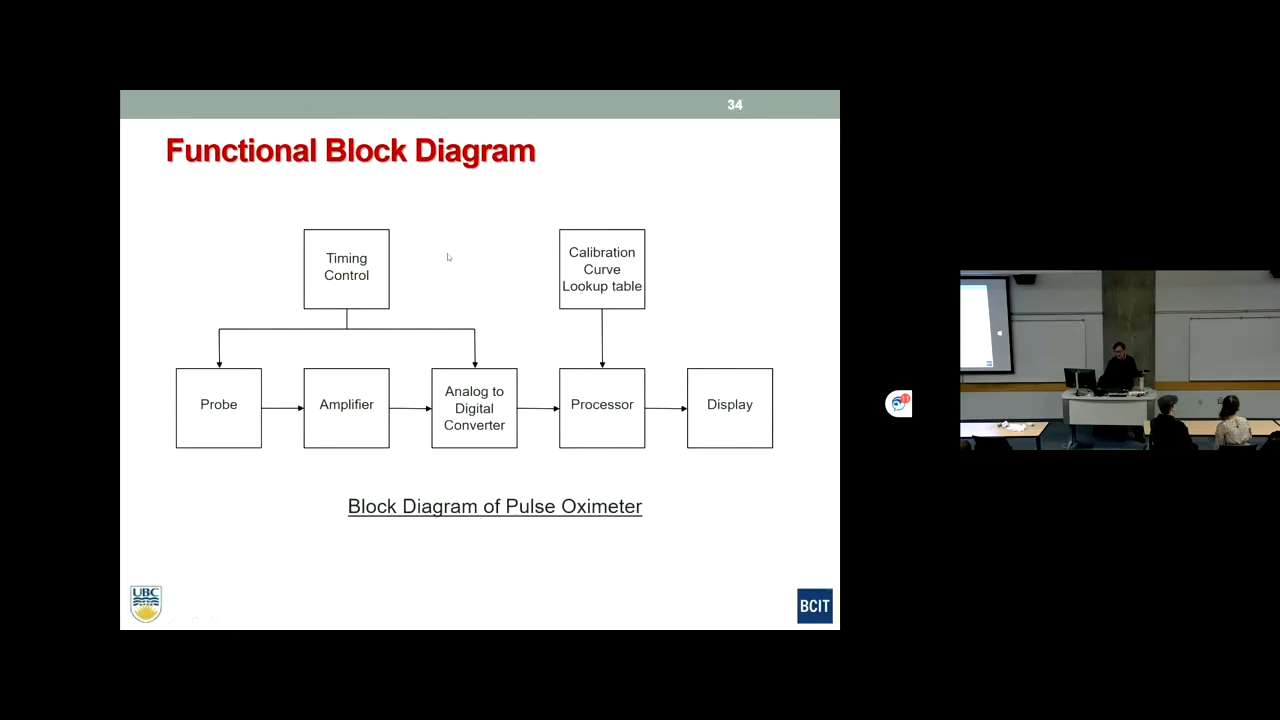 34
Functional Block Diagram
Timing
Control
Calibration
Curve
Lookup table
Probe
Amplifier
Analog to
Digital
Converter
Processor
Display
Block Diagram of Pulse Oximeter
UBC
BCIT